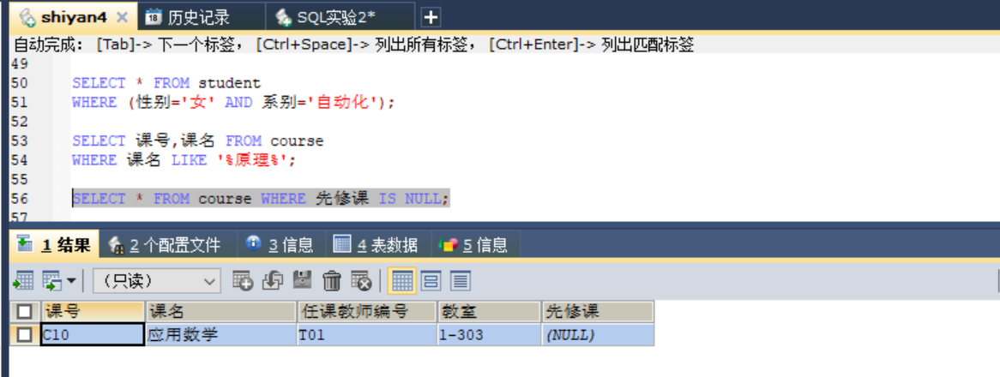 shiyan4 × 18 历史记录 SQL实验2* +
自动完成： [Tab]-> 下一个标签， [Ctrl+Space]-> 列出所有标签， [Ctrl+Enter]-> 列出匹配标签
49
50 SELECT * FROM student
51 WHERE (性别='女' AND 系别='自动化');
52
53 SELECT 课号,课名 FROM course
54 WHERE 课名 LIKE '%原理%';
55
56 SELECT * FROM course WHERE 先修课 IS NULL;
57
1 结果 2 个配置文件 3 信息 4 表数据 5 信息
（只读）
课号 课名 任课教师编号 教室 先修课
C10 应用数学 T01 1-303 (NULL)